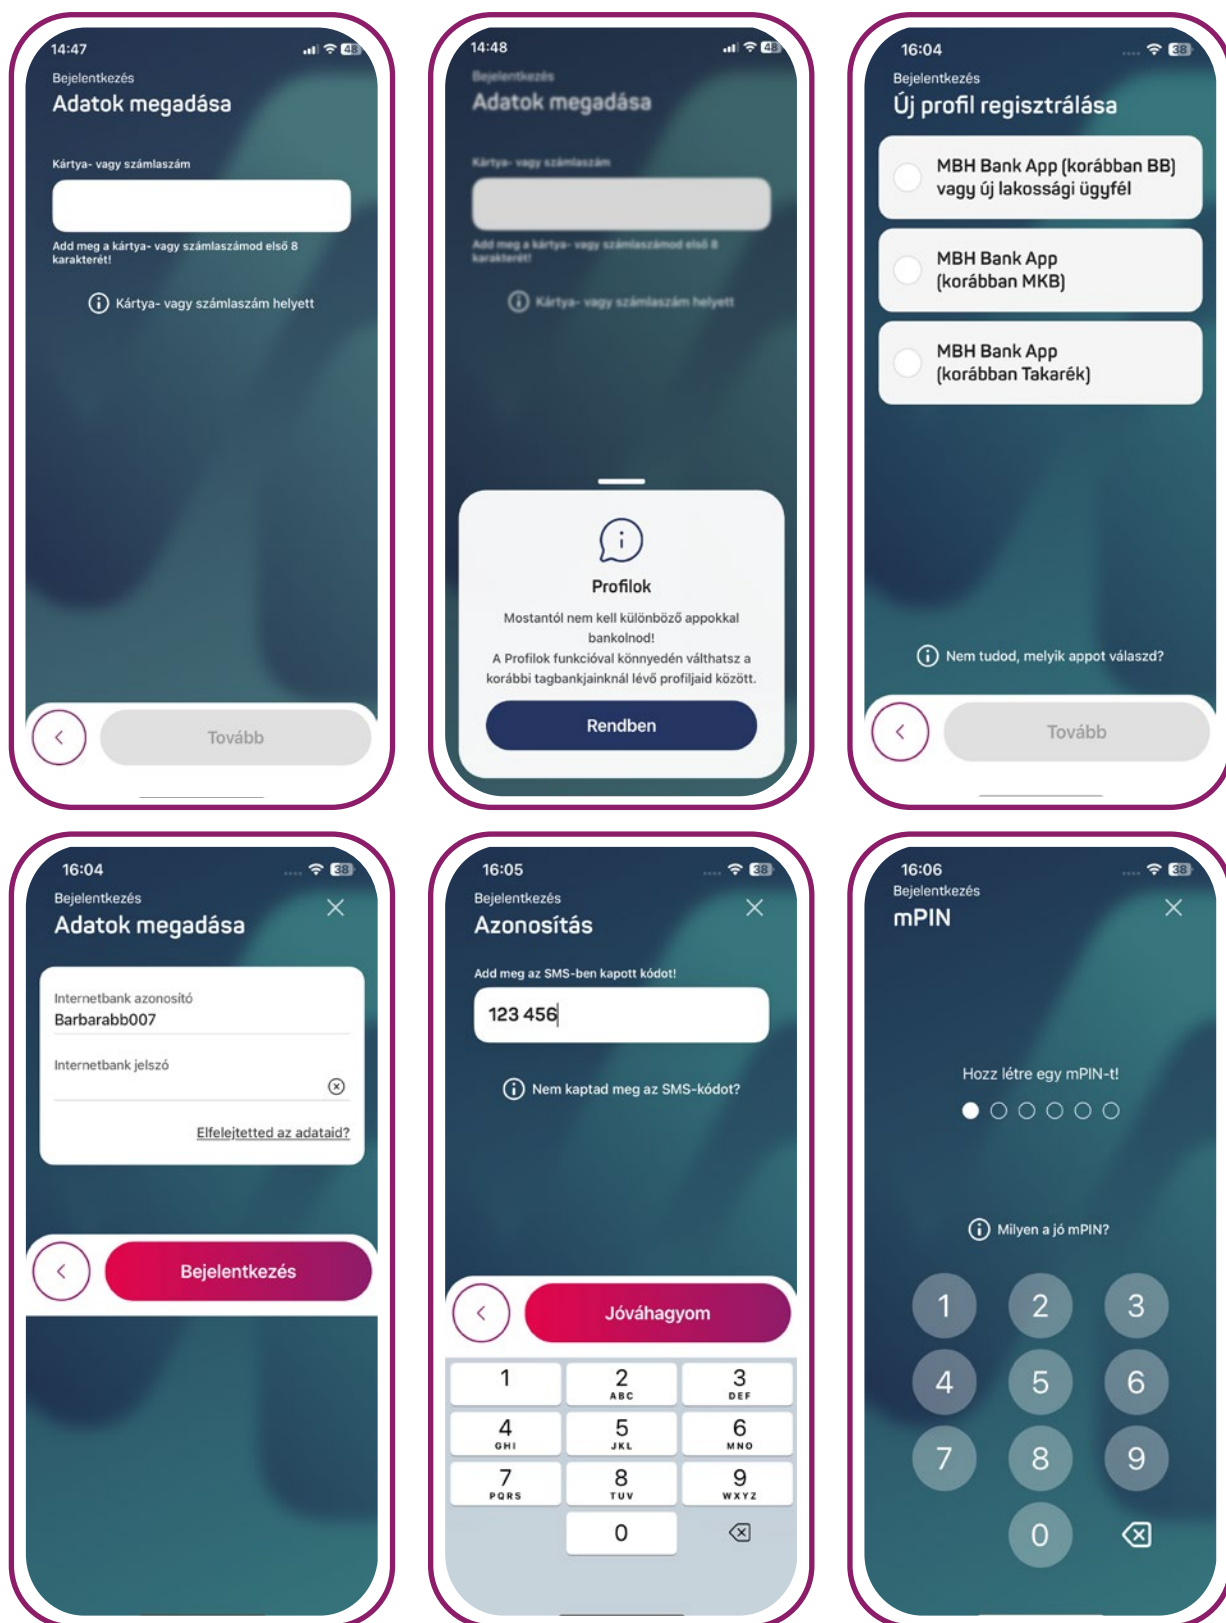 14:47
48
Bejelentkezés
Adatok megadása
Kártya- vagy számlaszám
Add meg a kártya- vagy számlaszámod első 8
karakterét!
Kártya- vagy számlaszám helyett
Tovább
14:48
48
Bejelentkezés
Adatok megadása
Kártya- vagy számlaszám
Add meg a kártya- vagy számlaszámod első 8
karakterét!
Kártya- vagy számlaszám helyett
Profilok
Mostantól nem kell különböző appokkal
bankolnod!
A Profilok funkcióval könnyedén válthatsz a
korábbi tagbankjainknál lévő profiljaid között.
Rendben
16:04
38
Bejelentkezés
Új profil regisztrálása
MBH Bank App (korábban BB)
vagy új lakossági ügyfél
MBH Bank App
(korábban MKB)
MBH Bank App
(korábban Takarék)
Nem tudod, melyik appot válaszd?
Tovább
16:04
38
Bejelentkezés
Adatok megadása
Internetbank azonosító
Barbarabb007
Internetbank jelszó
Elfelejtetted az adataid?
Bejelentkezés
16:05
38
Bejelentkezés
Azonosítás
Add meg az SMS-ben kapott kódot!
123 456
Nem kaptad meg az SMS-kódot?
Jóváhagyom
1 2 3
ABC DEF
4 5 6
GHI JKL MNO
7 8 9
PQRS TUV WXYZ
0
16:06
38
Bejelentkezés
mPIN
Hozz létre egy mPIN-t!
Milyen a jó mPIN?
1 2 3
4 5 6
7 8 9
0